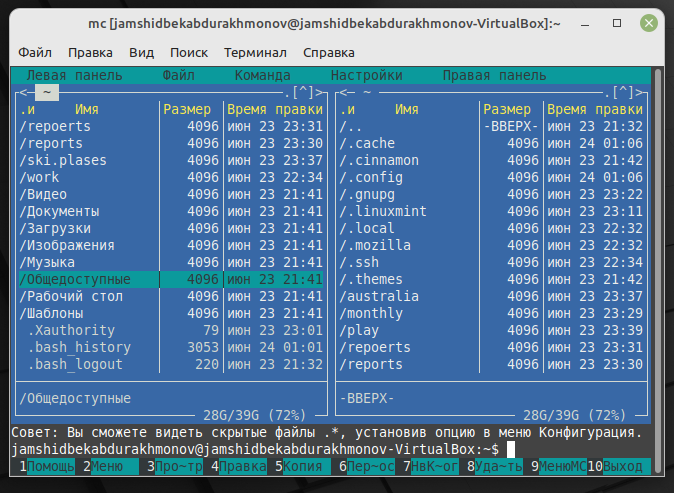 mc [jamshidbekabdurakhmonov@jamshidbekabdurakhmonov-VirtualBox]:~
Файл Правка Вид Поиск Терминал Справка
Левая панель Файл Команда Настройки Правая панель
<─ ~ ─.[^]> <─ ~ ─.[^]>
.и Имя Размер Время правки .и Имя Размер Время правки
/repoerts 4096 июн 23 23:31 /.. -ВВЕРХ- июн 23 21:32
/reports 4096 июн 23 23:30 /.cache 4096 июн 24 01:06
/ski.plases 4096 июн 23 23:37 /.cinnamon 4096 июн 23 21:42
/work 4096 июн 23 22:34 /.config 4096 июн 24 01:06
/Видео 4096 июн 23 21:41 /.gnupg 4096 июн 23 23:22
/Документы 4096 июн 23 21:41 /.linuxmint 4096 июн 23 23:11
/Загрузки 4096 июн 23 21:41 /.local 4096 июн 23 22:32
/Изображения 4096 июн 23 21:41 /.mozilla 4096 июн 23 22:32
/Музыка 4096 июн 23 21:41 /.ssh 4096 июн 23 22:34
/Общедоступные 4096 июн 23 21:41 /.themes 4096 июн 23 21:42
/Рабочий стол 4096 июн 23 21:41 /australia 4096 июн 23 23:37
/Шаблоны 4096 июн 23 21:41 /monthly 4096 июн 23 23:29
.Xauthority 79 июн 23 23:01 /play 4096 июн 23 23:39
.bash_history 3053 июн 24 01:01 /repoerts 4096 июн 23 23:31
.bash_logout 220 июн 23 21:32 /reports 4096 июн 23 23:30
/Общедоступные -ВВЕРХ-
28G/39G (72%) 28G/39G (72%)
Совет: Вы сможете видеть скрытые файлы .*, установив опцию в меню Конфигурация.
jamshidbekabdurakhmonov@jamshidbekabdurakhmonov-VirtualBox:~$
1Помощь 2Меню 3Про~тр 4Правка 5Копия 6Пер~ос 7НвК~ог 8Уда~ть 9МенюМС 10Выход